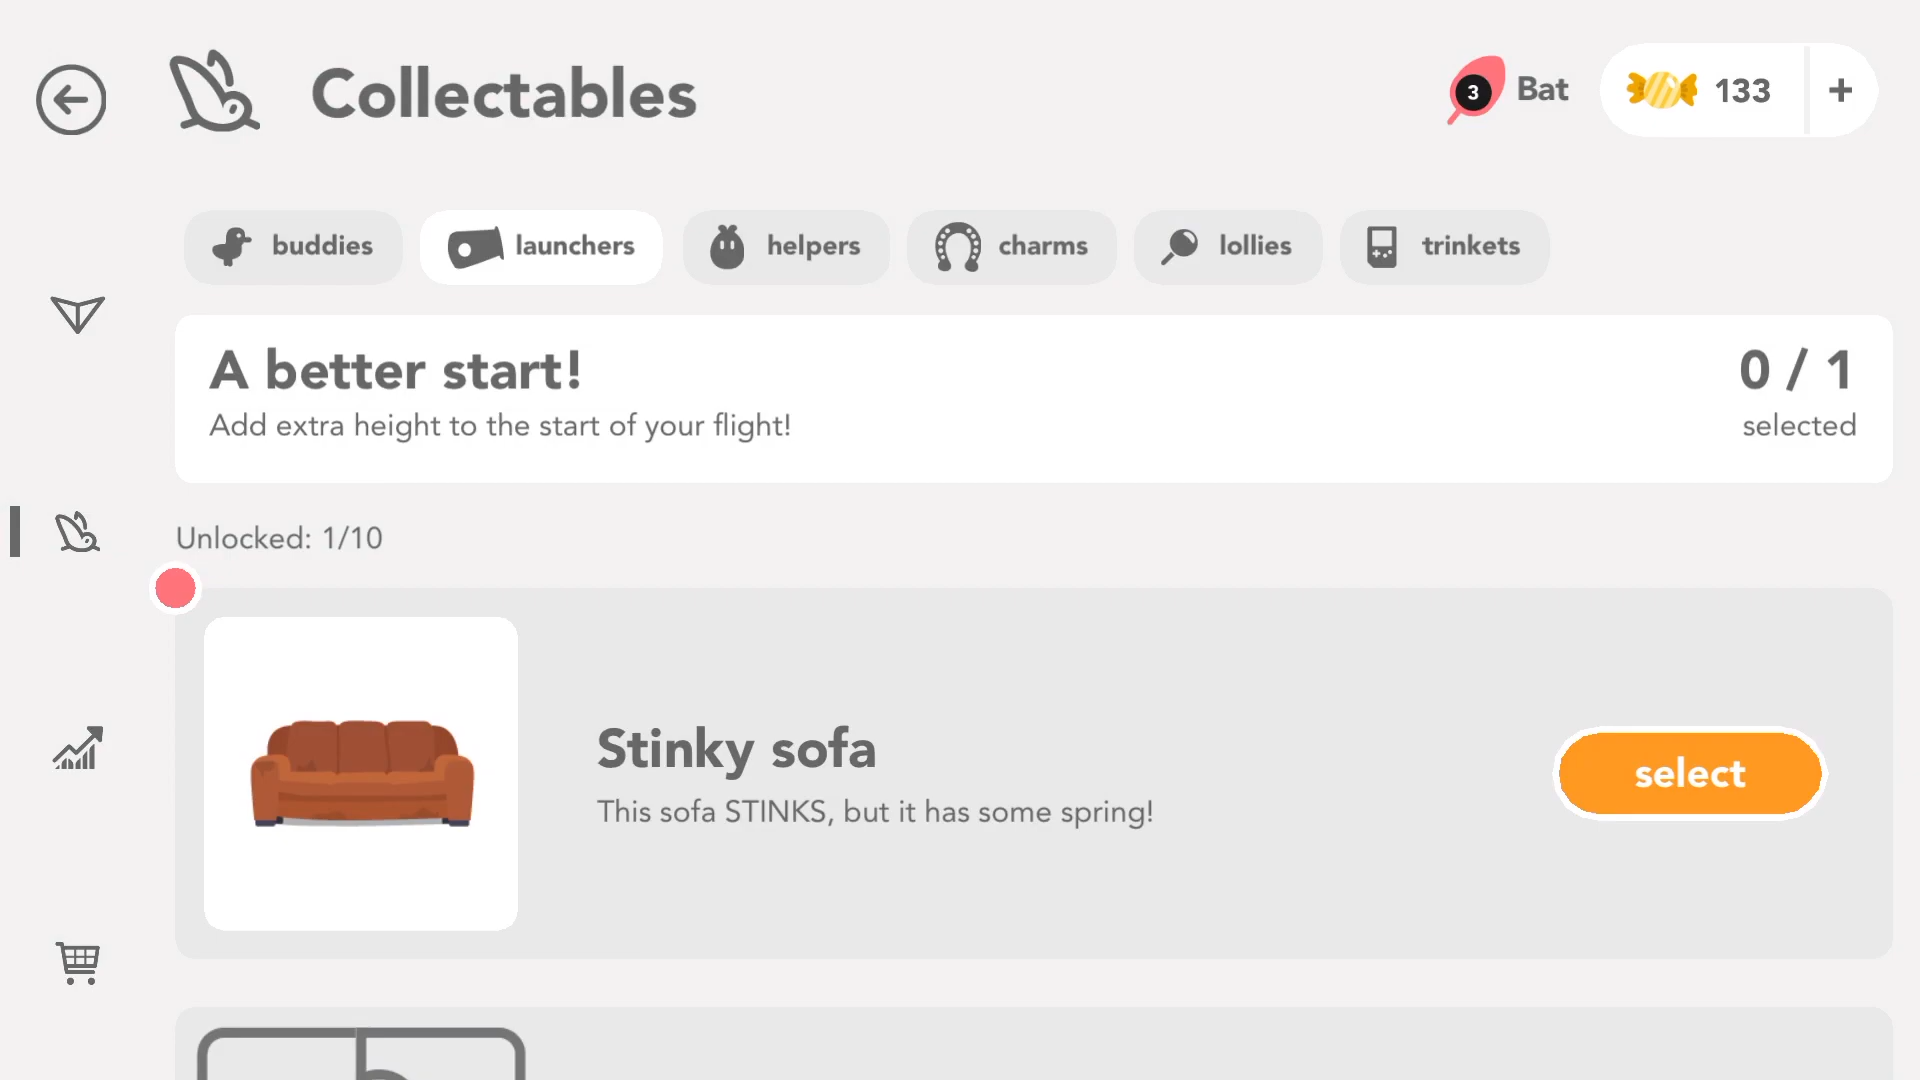 Collectables
3
Bat
133
+
buddies
launchers
helpers
charms
lollies
trinkets
A better start!
0 / 1
Add extra height to the start of your flight!
selected
Unlocked: 1/10
Stinky sofa
select
This sofa STINKS, but it has some spring!